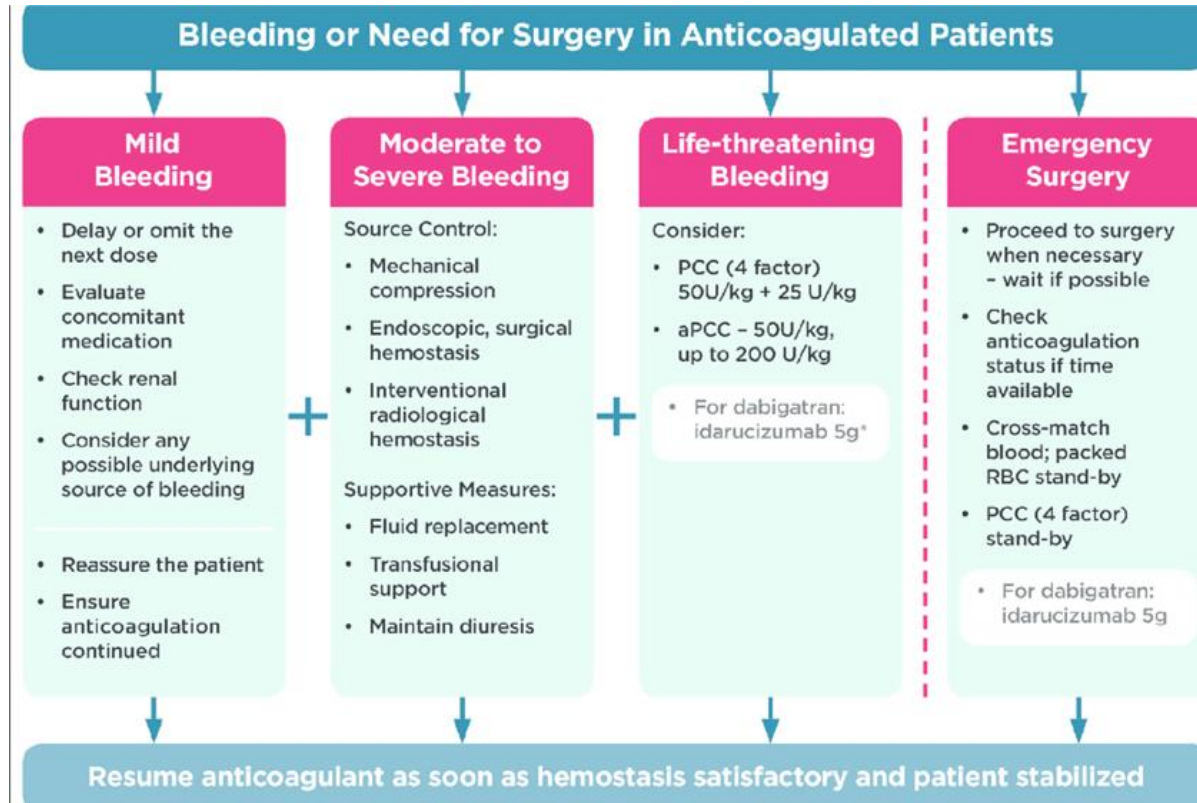 Bleeding or Need for Surgery in Anticoagulated Patients
Mild
Bleeding
• Delay or omit the
next dose
• Evaluate
concomitant
medication
• Check renal
function
• Consider any
possible underlying
source of bleeding
• Reassure the patient
• Ensure
anticoagulation
continued
+
Moderate to
Severe Bleeding
Source Control:
• Mechanical
compression
• Endoscopic, surgical
hemostasis
• Interventional
radiological
hemostasis
Supportive Measures:
• Fluid replacement
• Transfusional
support
• Maintain diuresis
+
Life-threatening
Bleeding
Consider:
• PCC (4 factor)
50U/kg + 25 U/kg
• aPCC – 50U/kg,
up to 200 U/kg
• For dabigatran:
idarucizumab 5g*
Emergency
Surgery
• Proceed to surgery
when necessary
– wait if possible
• Check
anticoagulation
status if time
available
• Cross-match
blood; packed
RBC stand-by
• PCC (4 factor)
stand-by
• For dabigatran:
idarucizumab 5g
Resume anticoagulant as soon as hemostasis satisfactory and patient stabilized